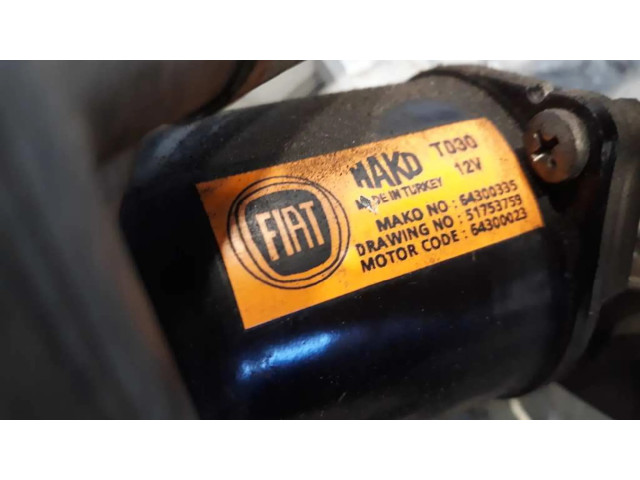 FIAT
MAKO T030
MADE IN TURKEY 12V
MAKO NO : 64300335
DRAWING NO : 51753759
MOTOR CODE : 64300023